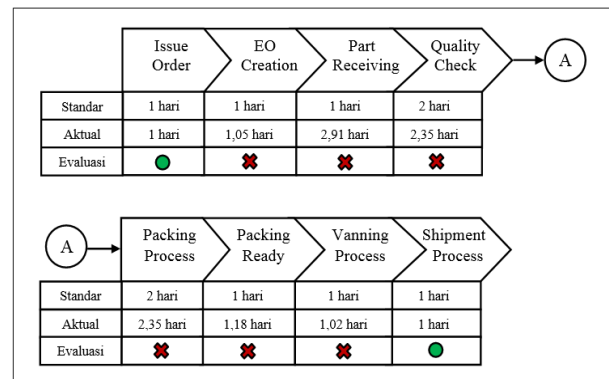 Issue Order
EO Creation
Part Receiving
Quality Check
A
Standar 1 hari 1 hari 1 hari 2 hari
Aktual 1 hari 1,05 hari 2,91 hari 2,35 hari
Evaluasi
A
Packing Process
Packing Ready
Vanning Process
Shipment Process
Standar 2 hari 1 hari 1 hari 1 hari
Aktual 2,35 hari 1,18 hari 1,02 hari 1 hari
Evaluasi